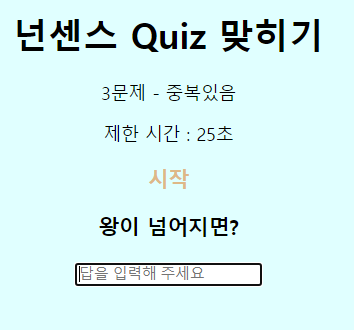 넌센스 Quiz 맞히기
3문제 - 중복있음
제한 시간 : 25초
시작
왕이 넘어지면?
답을 입력해 주세요